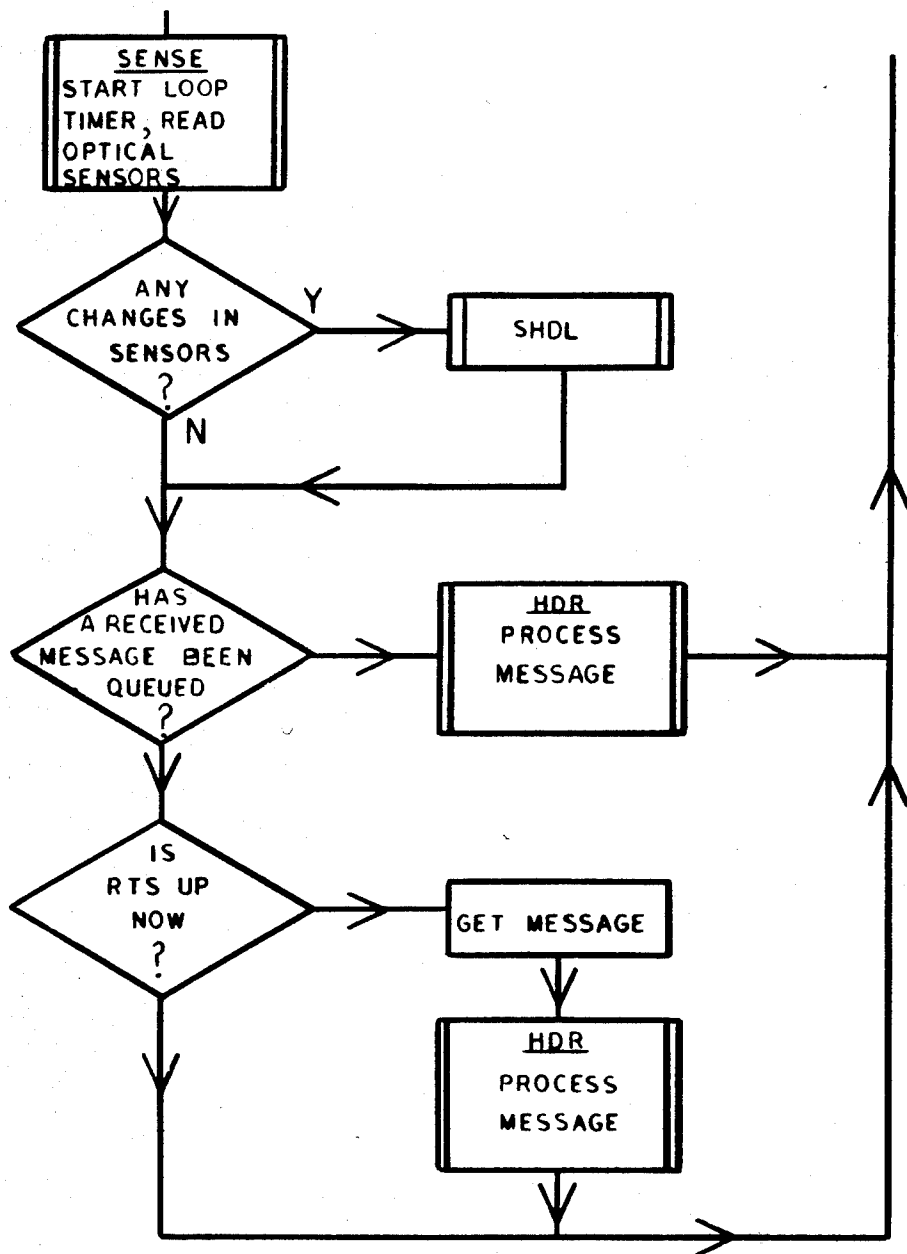 SENSE
START LOOP
TIMER, READ
OPTICAL
SENSORS
ANY
CHANGES IN
SENSORS
?
Y
N
SHDL
HAS
A RECEIVED
MESSAGE BEEN
QUEUED
?
HDR
PROCESS
MESSAGE
IS
RTS UP
NOW
?
GET MESSAGE
HDR
PROCESS
MESSAGE